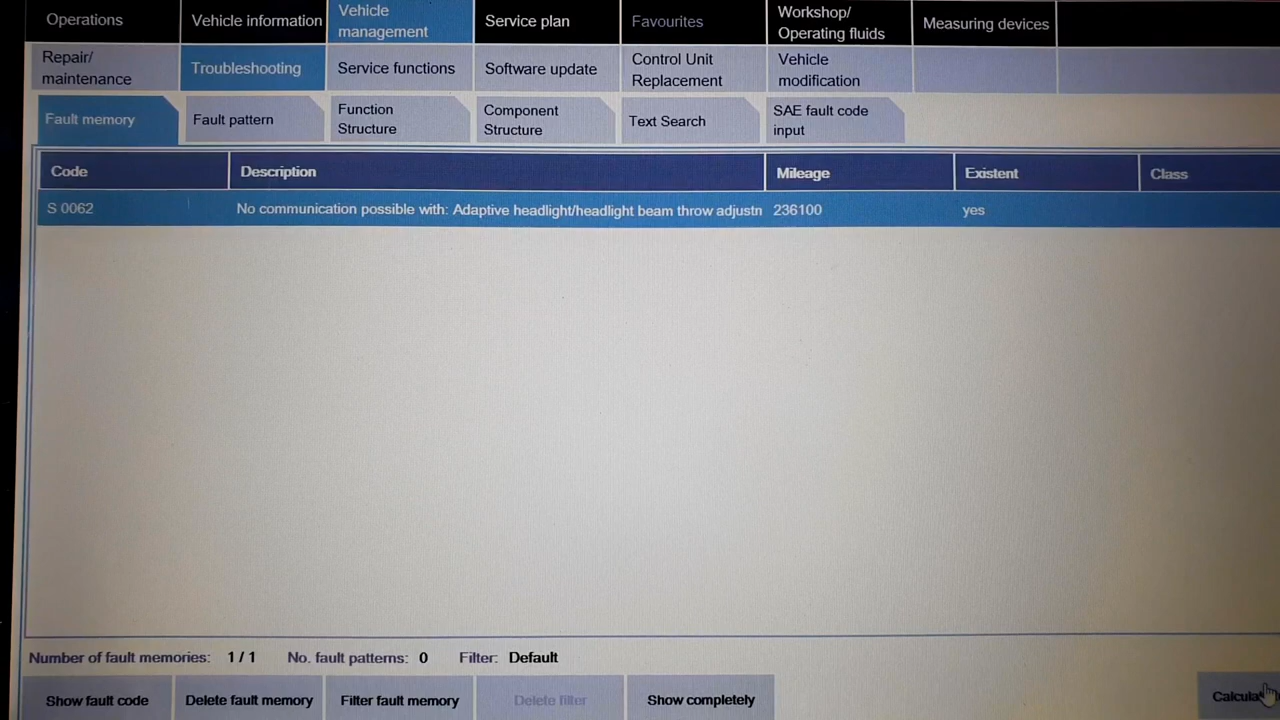 Operations
Vehicle information
Vehicle
management
Service plan
Favourites
Workshop/
Operating fluids
Measuring devices
Repair/
maintenance
Troubleshooting
Service functions
Software update
Control Unit
Replacement
Vehicle
modification
Fault memory
Fault pattern
Function
Structure
Component
Structure
Text Search
SAE fault code
input
Code Description Mileage Existent Class
S 0062 No communication possible with: Adaptive headlight/headlight beam throw adjustn 236100 yes
Number of fault memories: 1 / 1 No. fault patterns: 0 Filter: Default
Show fault code
Delete fault memory
Filter fault memory
Delete filter
Show completely